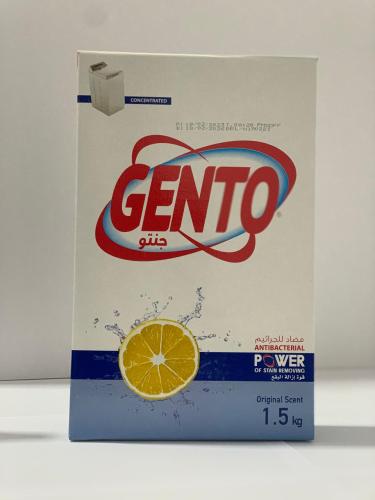 CONCENTRATED
GENTO
جنتو
مضاد للجراثيم
ANTIBACTERIAL
POWER
OF STAIN REMOVING
قوة إزالة البقع
Original Scent
1.5 kg